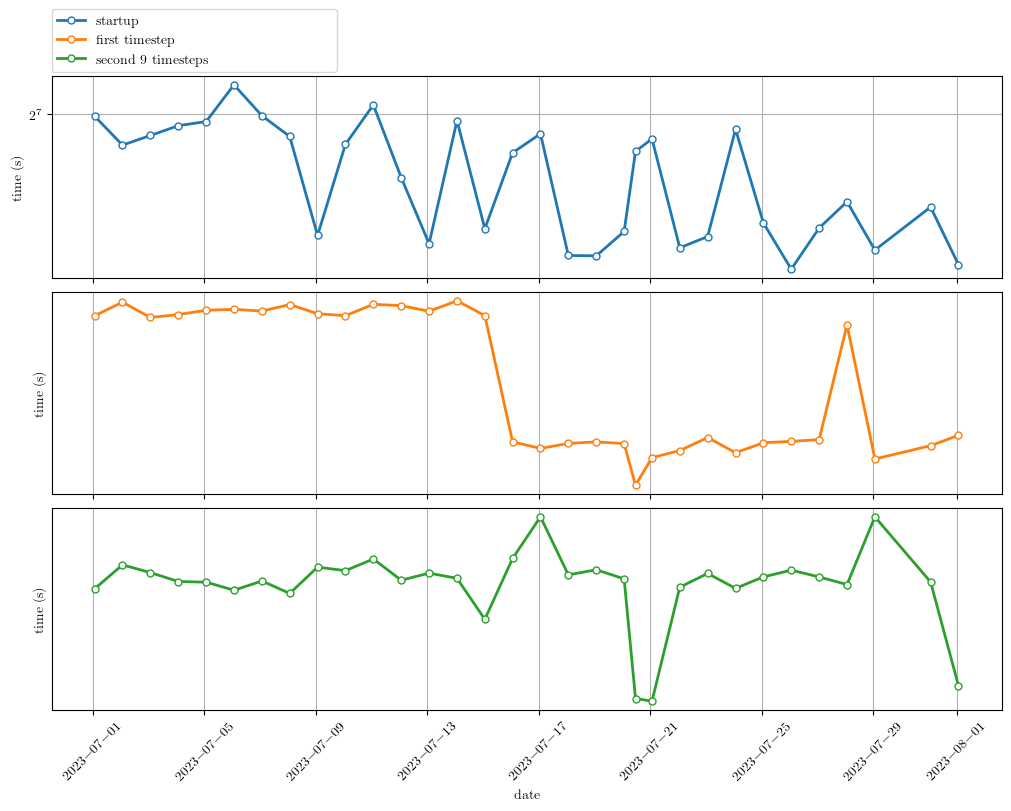 startup
first timestep
second 9 timesteps
2^7
time (s)
time (s)
time (s)
2023−07−01
2023−07−05
2023−07−09
2023−07−13
2023−07−17
2023−07−21
2023−07−25
2023−07−29
2023−08−01
date